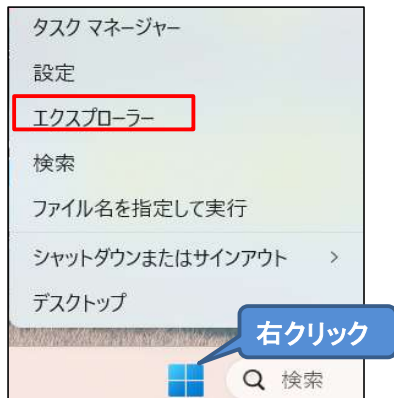 タスク マネージャー
設定
エクスプローラー
検索
ファイル名を指定して実行
シャットダウンまたはサインアウト >
デスクトップ
右クリック
検索